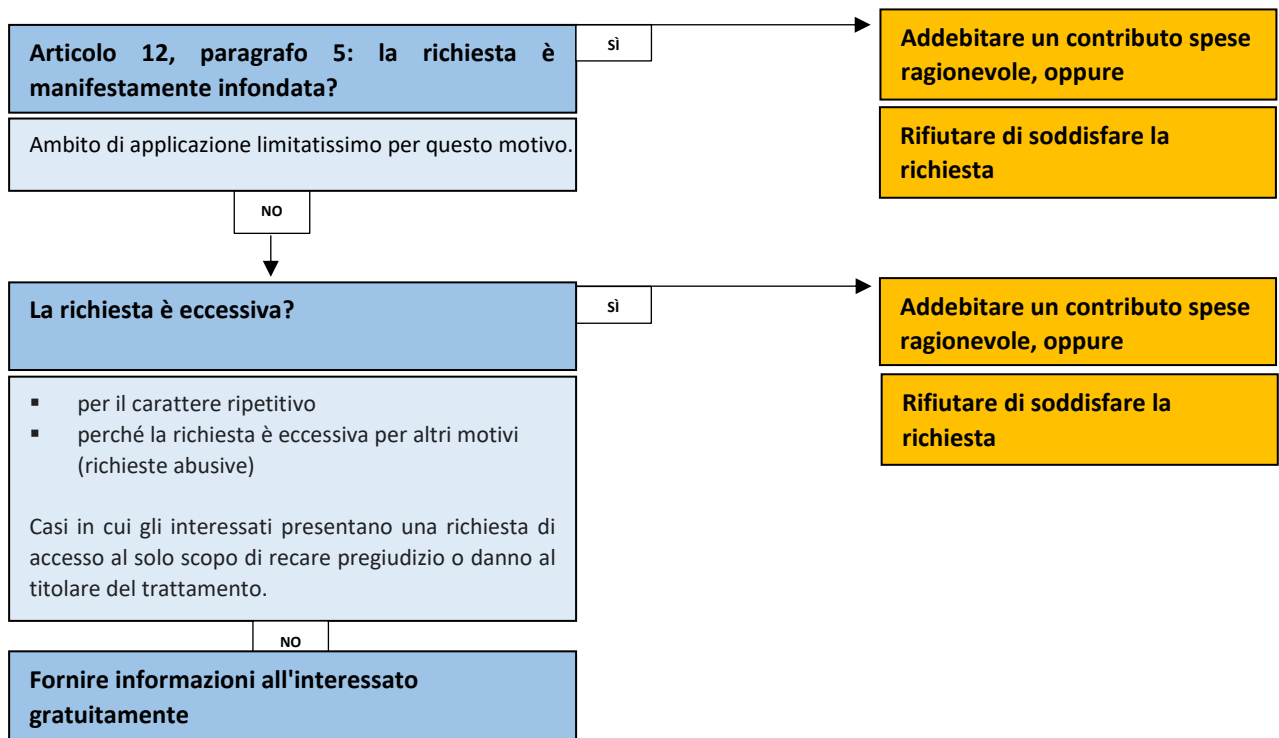 Articolo 12, paragrafo 5: la richiesta è
manifestamente infondata?
SÌ
Addebitare un contributo spese
ragionevole, oppure
Ambito di applicazione limitatissimo per questo motivo.
Rifiutare di soddisfare la
richiesta
NO
La richiesta è eccessiva?
SÌ
Addebitare un contributo spese
ragionevole, oppure
▪ per il carattere ripetitivo
▪ perché la richiesta è eccessiva per altri motivi
(richieste abusive)
Rifiutare di soddisfare la
richiesta
Casi in cui gli interessati presentano una richiesta di
accesso al solo scopo di recare pregiudizio o danno al
titolare del trattamento.
NO
Fornire informazioni all'interessato
gratuitamente